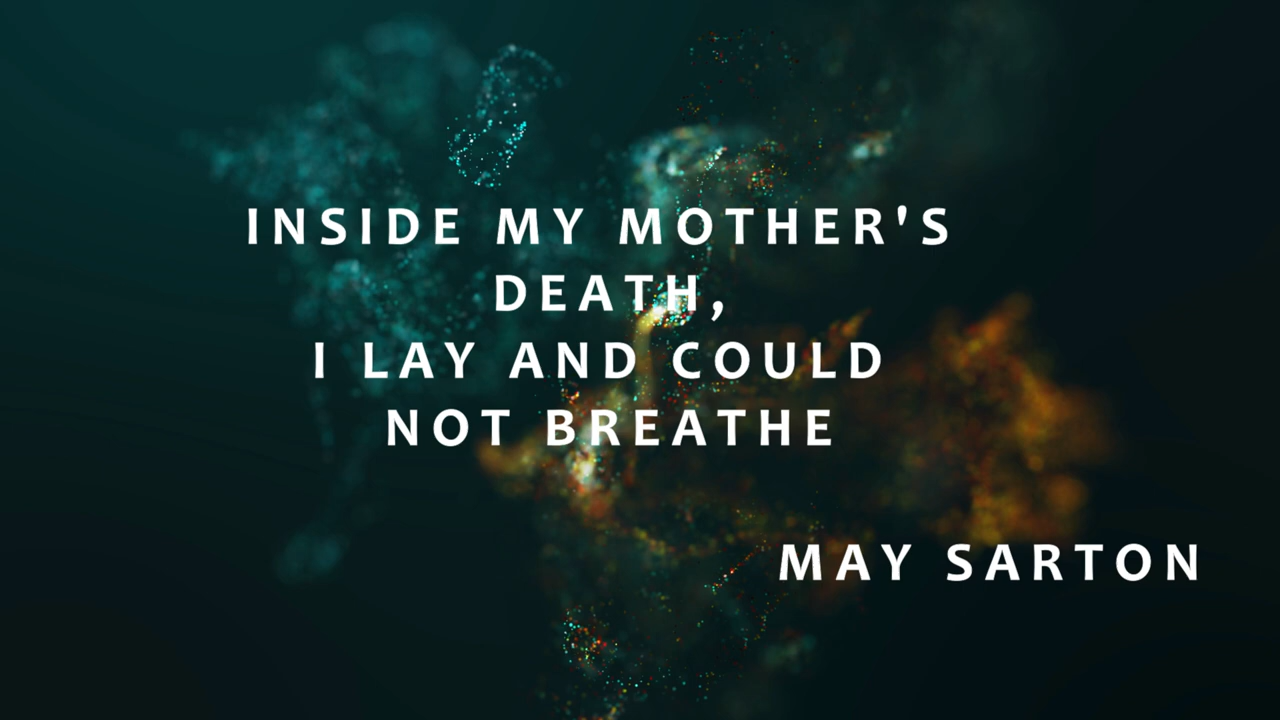 INSIDE MY MOTHER'S
DEATH,
I LAY AND COULD
NOT BREATHE
MAY SARTON